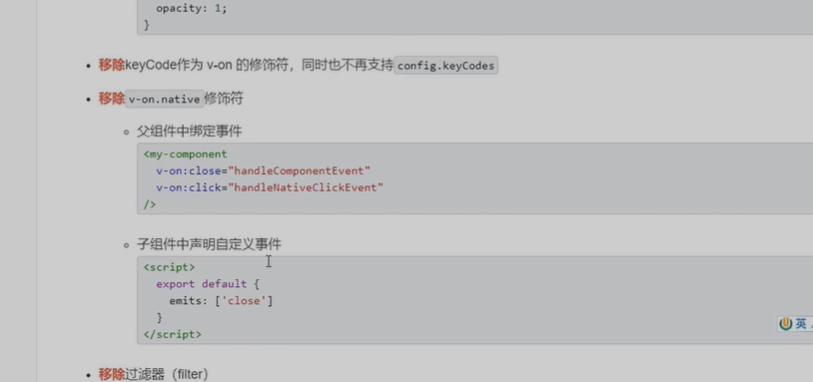 opacity: 1;
}
移除keyCode作为 v-on 的修饰符，同时也不再支持config.keyCodes
移除v-on.native修饰符
父组件中绑定事件
<my-component
v-on:close="handleComponentEvent"
v-on:click="handleNativeClickEvent"
/>
子组件中声明自定义事件
<script>
export default {
emits: ['close']
}
</script>
英
移除过滤器（filter）